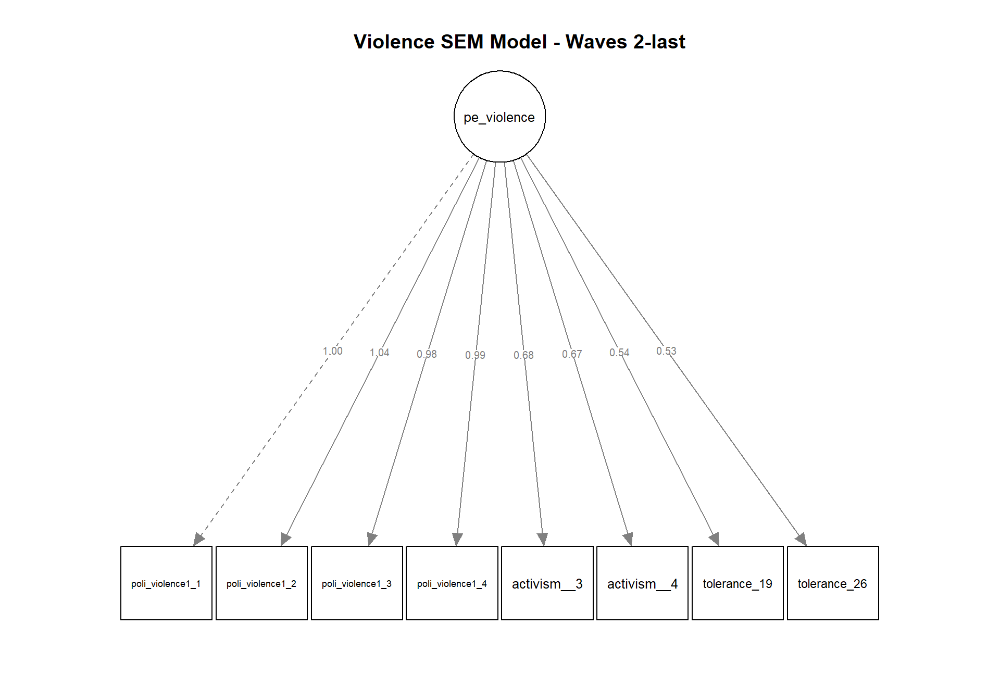 Violence SEM Model - Waves 2-last
pe_violence
1.00 1.04 0.98 0.99 0.68 0.67 0.54 0.53
poli_violence1_1 poli_violence1_2 poli_violence1_3 poli_violence1_4 activism__3 activism__4 tolerance_19 tolerance_26